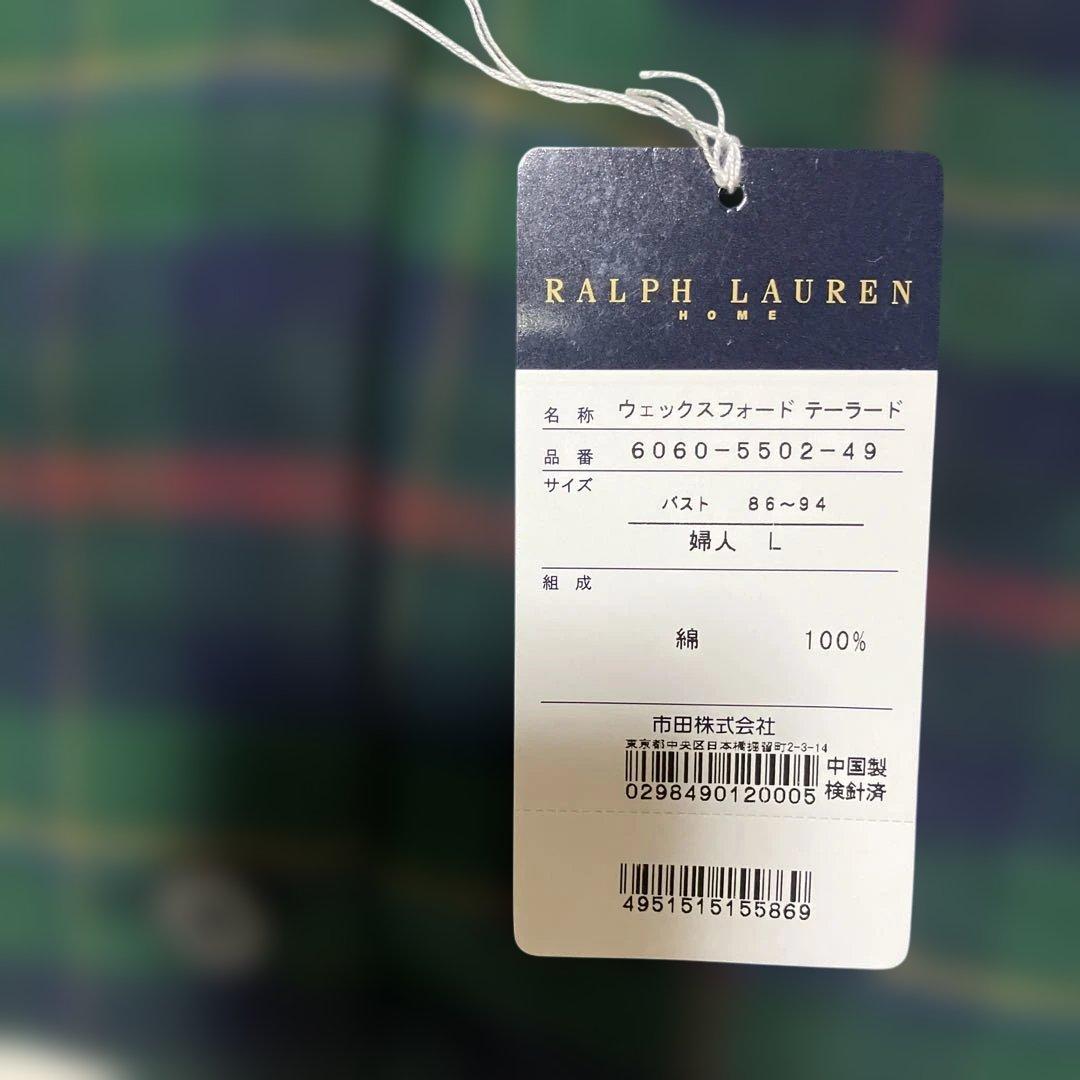 RALPH LAUREN
HOME
名 称 ウェックスフォード テーラード
品 番 6060-5502-49
サイズ
バスト 86～94
婦人 L
組 成
綿 100%
市田株式会社
東京都中央区日本橋堀留町2-3-14
中国製
0298490120005 検針済
4951515155869